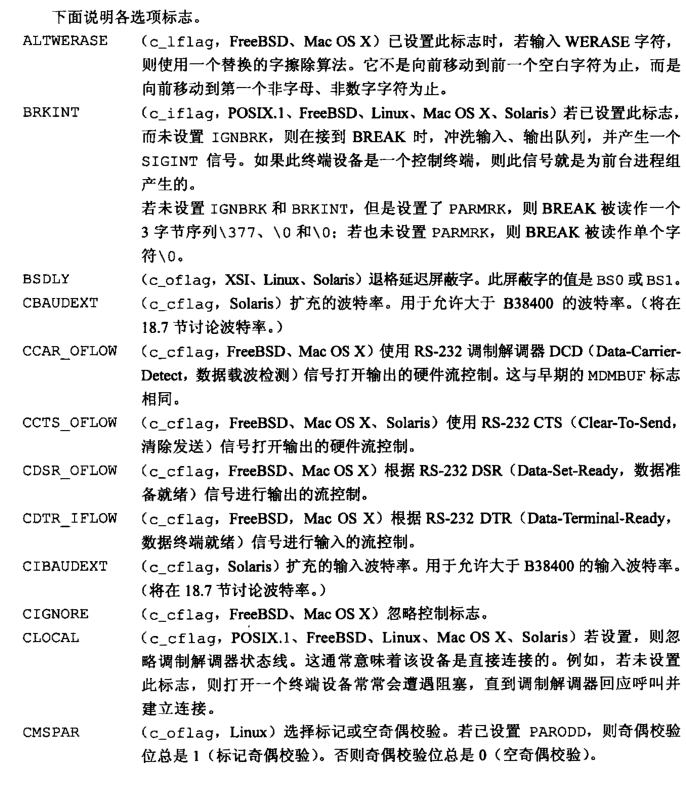 下面说明各选项标志。
ALTWERASE （c_lflag，FreeBSD、Mac OS X）已设置此标志时，若输入 WERASE 字符，
则使用一个替换的字擦除算法。它不是向前移动到前一个空白字符为止，而是
向前移动到第一个非字母、非数字字符为止。
BRKINT （c_iflag，POSIX.1、FreeBSD、Linux、Mac OS X、Solaris）若已设置此标志，
而未设置 IGNBRK，则在接到 BREAK 时，冲洗输入、输出队列，并产生一个
SIGINT 信号。如果此终端设备是一个控制终端，则此信号就是为前台进程组
产生的。
若未设置 IGNBRK 和 BRKINT，但是设置了 PARMRK，则 BREAK 被读作一个
3 字节序列\377、\0 和\0；若也未设置 PARMRK，则 BREAK 被读作单个字
符\0。
BSDLY （c_oflag，XSI、Linux、Solaris）退格延迟屏蔽字。此屏蔽字的值是 BS0 或 BS1。
CBAUDEXT （c_cflag，Solaris）扩充的波特率。用于允许大于 B38400 的波特率。（将在
18.7 节讨论波特率。）
CCAR_OFLOW （c_cflag，FreeBSD、Mac OS X）使用 RS-232 调制解调器 DCD（Data-Carrier-
Detect，数据载波检测）信号打开输出的硬件流控制。这与早期的 MDMBUF 标志
相同。
CCTS_OFLOW （c_cflag，FreeBSD、Mac OS X、Solaris）使用 RS-232 CTS（Clear-To-Send，
清除发送）信号打开输出的硬件流控制。
CDSR_OFLOW （c_cflag，FreeBSD、Mac OS X）根据 RS-232 DSR（Data-Set-Ready，数据准
备就绪）信号进行输出的流控制。
CDTR_IFLOW （c_cflag，FreeBSD，Mac OS X）根据 RS-232 DTR（Data-Terminal-Ready，
数据终端就绪）信号进行输入的流控制。
CIBAUDEXT （c_cflag，Solaris）扩充的输入波特率。用于允许大于 B38400 的输入波特率。
（将在 18.7 节讨论波特率。）
CIGNORE （c_cflag，FreeBSD、Mac OS X）忽略控制标志。
CLOCAL （c_cflag，POSIX.1、FreeBSD、Linux、Mac OS X、Solaris）若设置，则忽
略调制解调器状态线。这通常意味着该设备是直接连接的。例如，若未设置
此标志，则打开一个终端设备常常会遭遇阻塞，直到调制解调器回应呼叫并
建立连接。
CMSPAR （c_oflag，Linux）选择标记或空奇偶校验。若已设置 PARODD，则奇偶校验
位总是 1（标记奇偶校验）。否则奇偶校验位总是 0（空奇偶校验）。